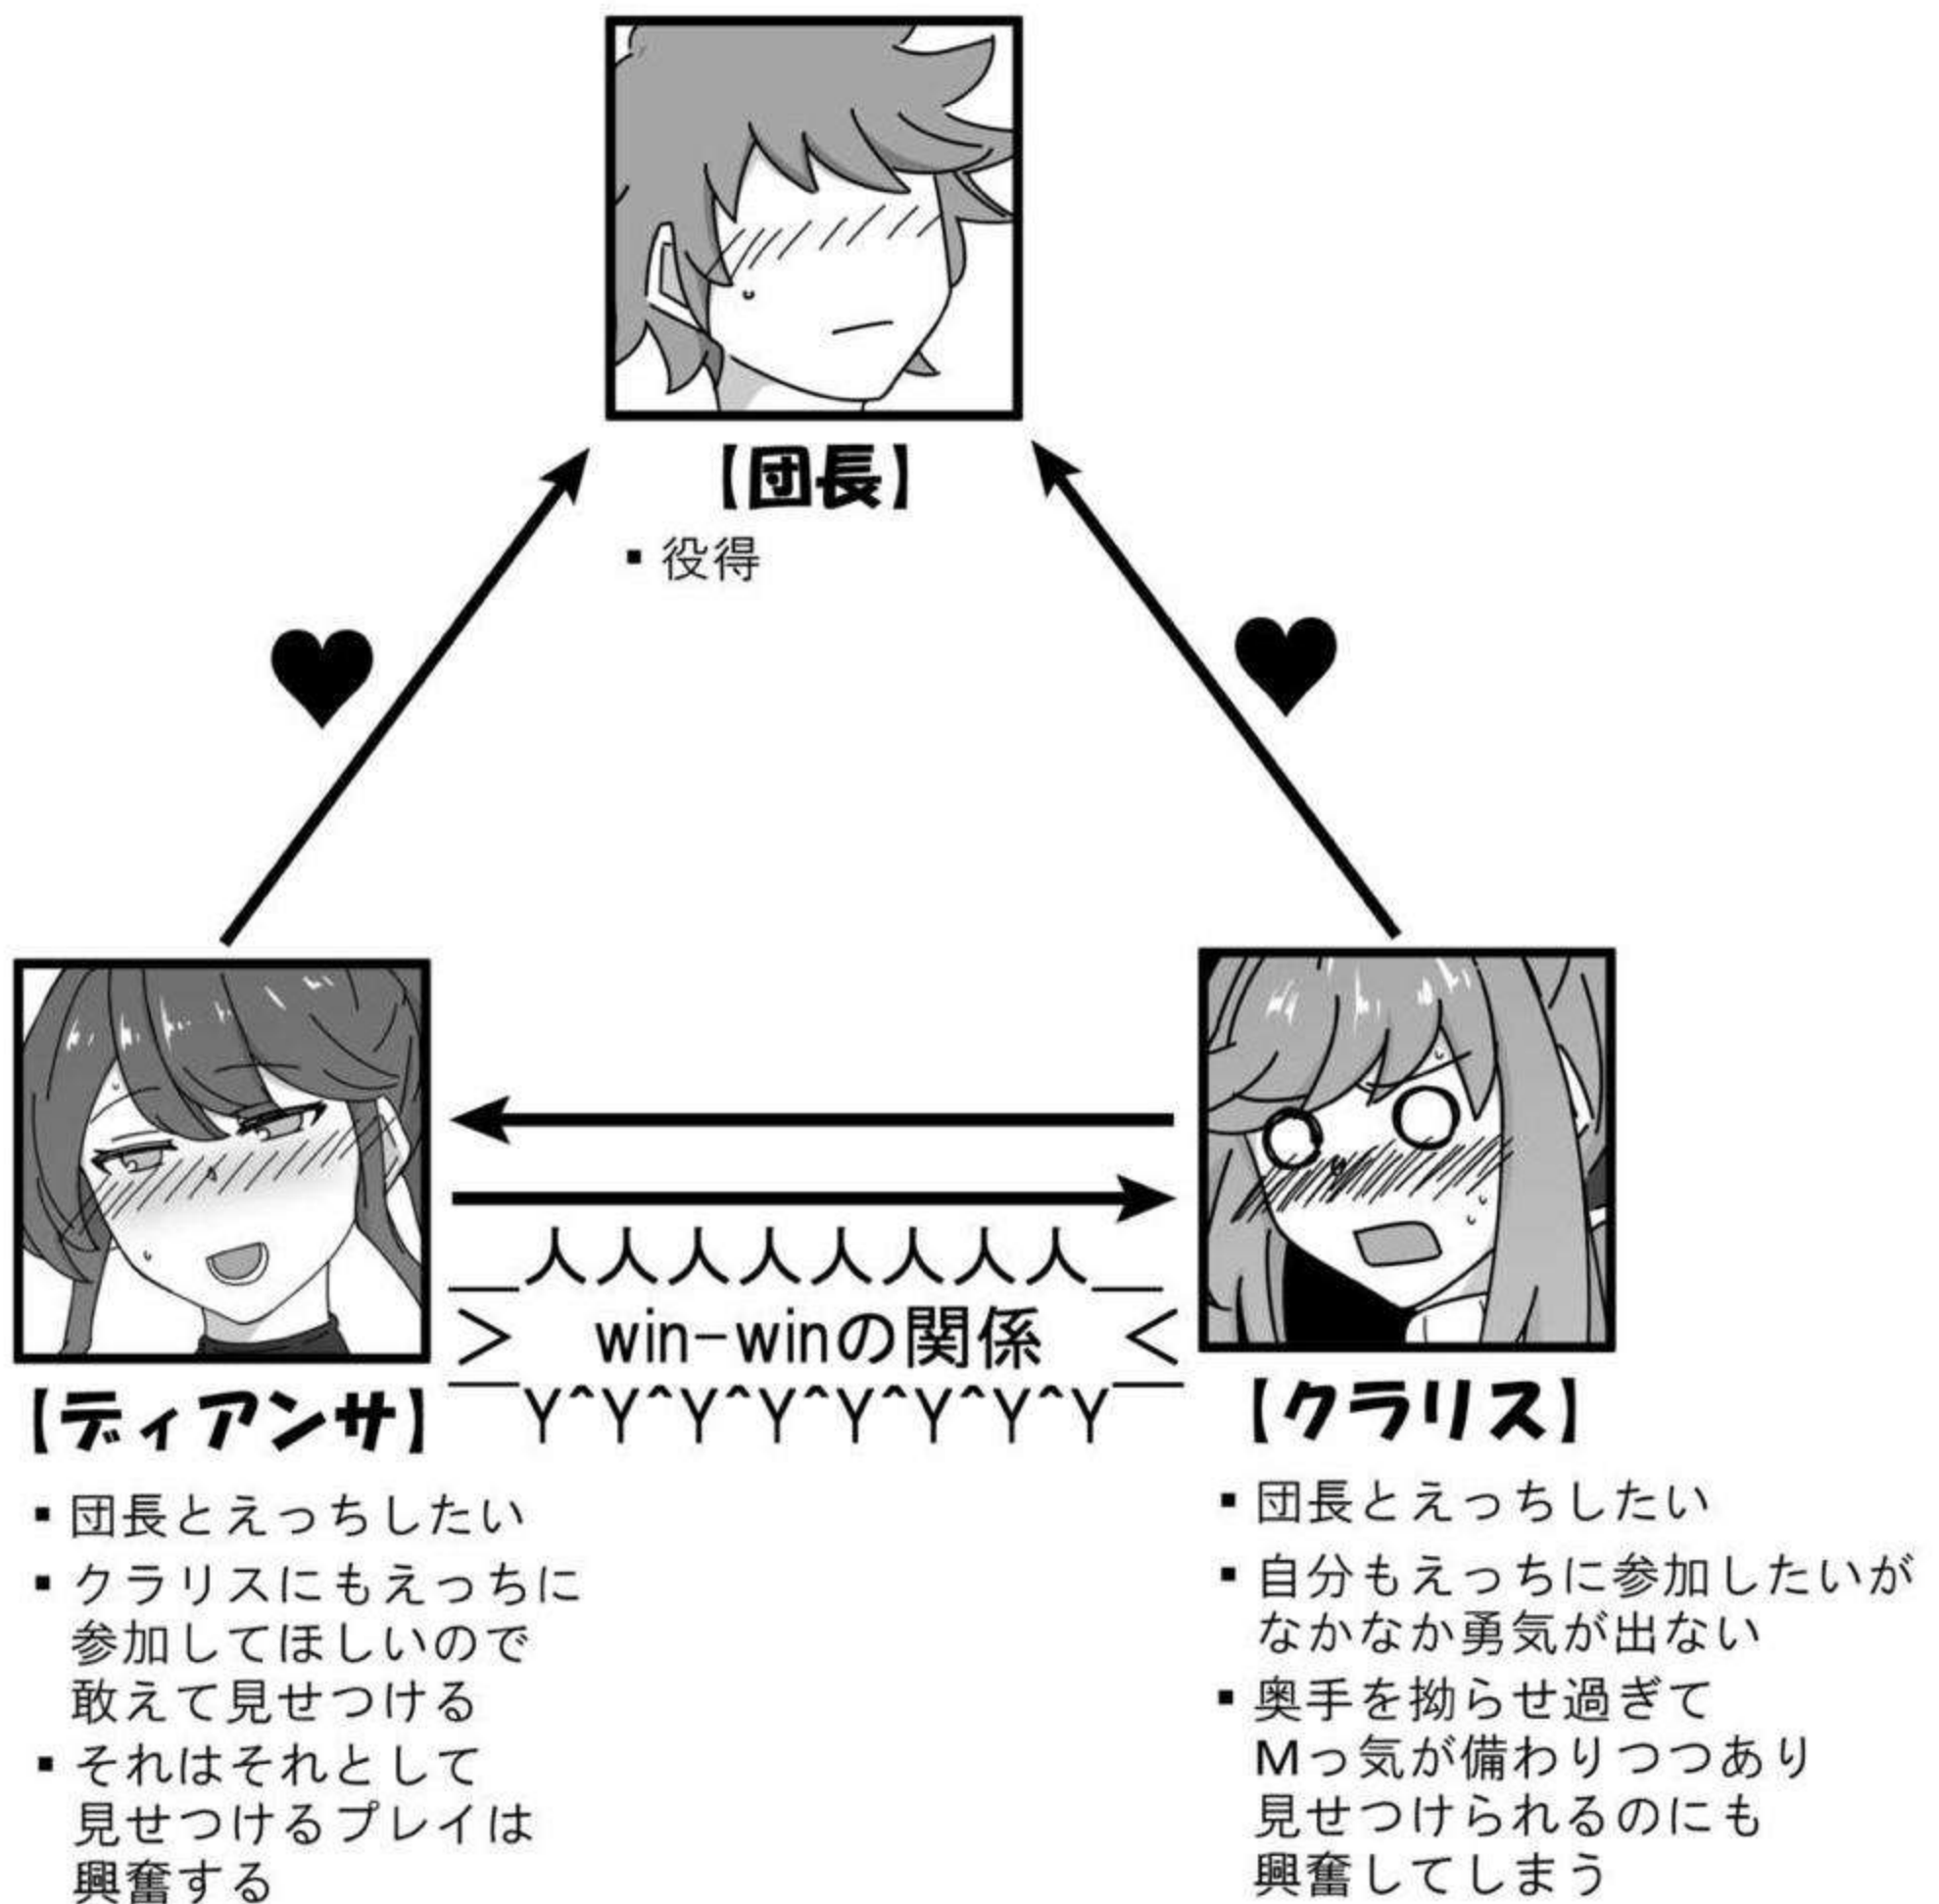 【団長】
▪ 役得
＿人人人人人人人人＿
＞ win-winの関係 ＜
￣Y^Y^Y^Y^Y^Y^Y^Y￣
【ディアンサ】
▪ 団長とえっちしたい
▪ クラリスにもえっちに
参加してほしいので
敢えて見せつける
▪ それはそれとして
見せつけるプレイは
興奮する
【クラリス】
▪ 団長とえっちしたい
▪ 自分もえっちに参加したいが
なかなか勇気が出ない
▪ 奥手を拗らせ過ぎて
Mっ気が備わりつつあり
見せつけられるのにも
興奮してしまう